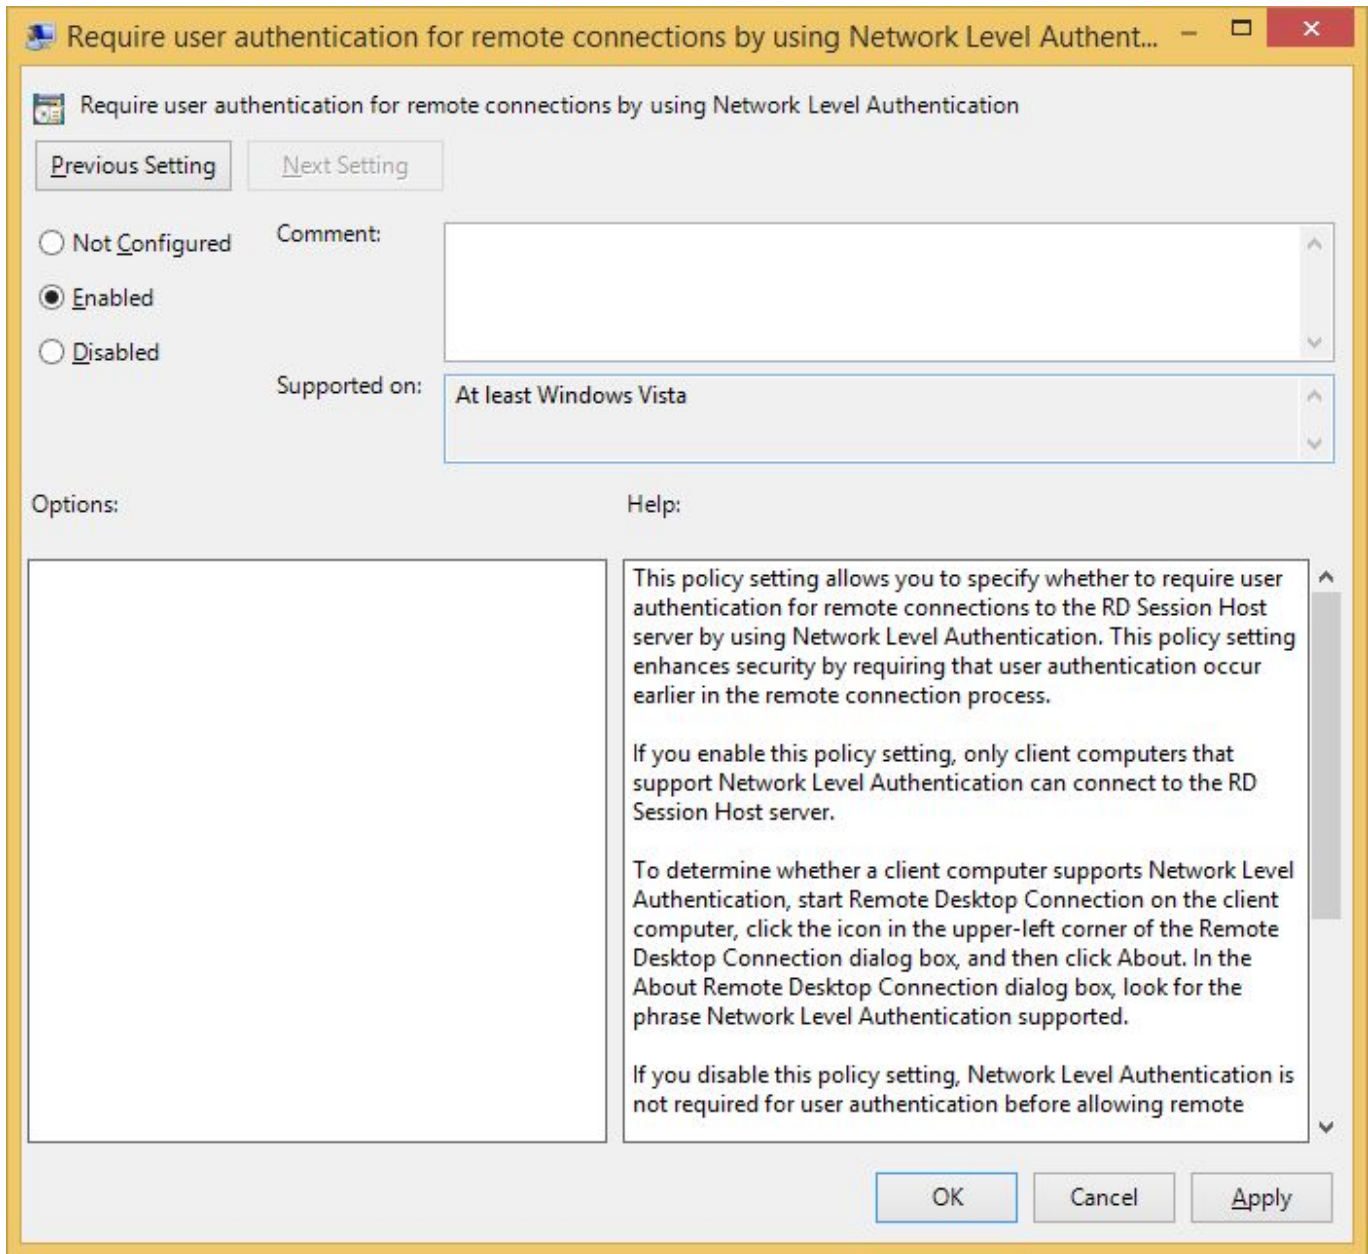 Require user authentication for remote connections by using Network Level Authent...
Require user authentication for remote connections by using Network Level Authentication
Previous Setting
Next Setting
Not Configured
Comment:
Enabled
Disabled
Supported on:
At least Windows Vista
Options:
Help:
This policy setting allows you to specify whether to require user
authentication for remote connections to the RD Session Host
server by using Network Level Authentication. This policy setting
enhances security by requiring that user authentication occur
earlier in the remote connection process.
If you enable this policy setting, only client computers that
support Network Level Authentication can connect to the RD
Session Host server.
To determine whether a client computer supports Network Level
Authentication, start Remote Desktop Connection on the client
computer, click the icon in the upper-left corner of the Remote
Desktop Connection dialog box, and then click About. In the
About Remote Desktop Connection dialog box, look for the
phrase Network Level Authentication supported.
If you disable this policy setting, Network Level Authentication is
not required for user authentication before allowing remote
OK
Cancel
Apply